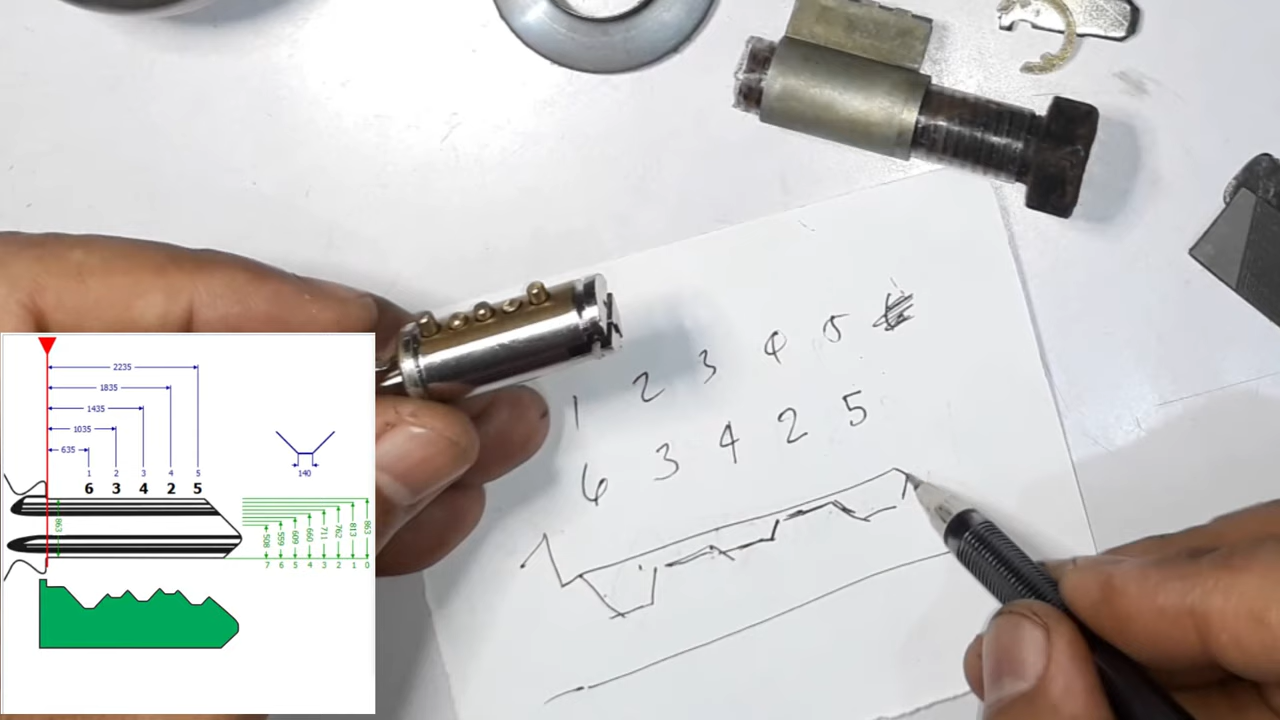 1 2 3 4 5
6 3 4 2 5
2235
1835
1435
1035
635
1 2 3 4 5
6 3 4 2 5
140
863
508 559 609 660 711 762 813 863
7 6 5 4 3 2 1 0